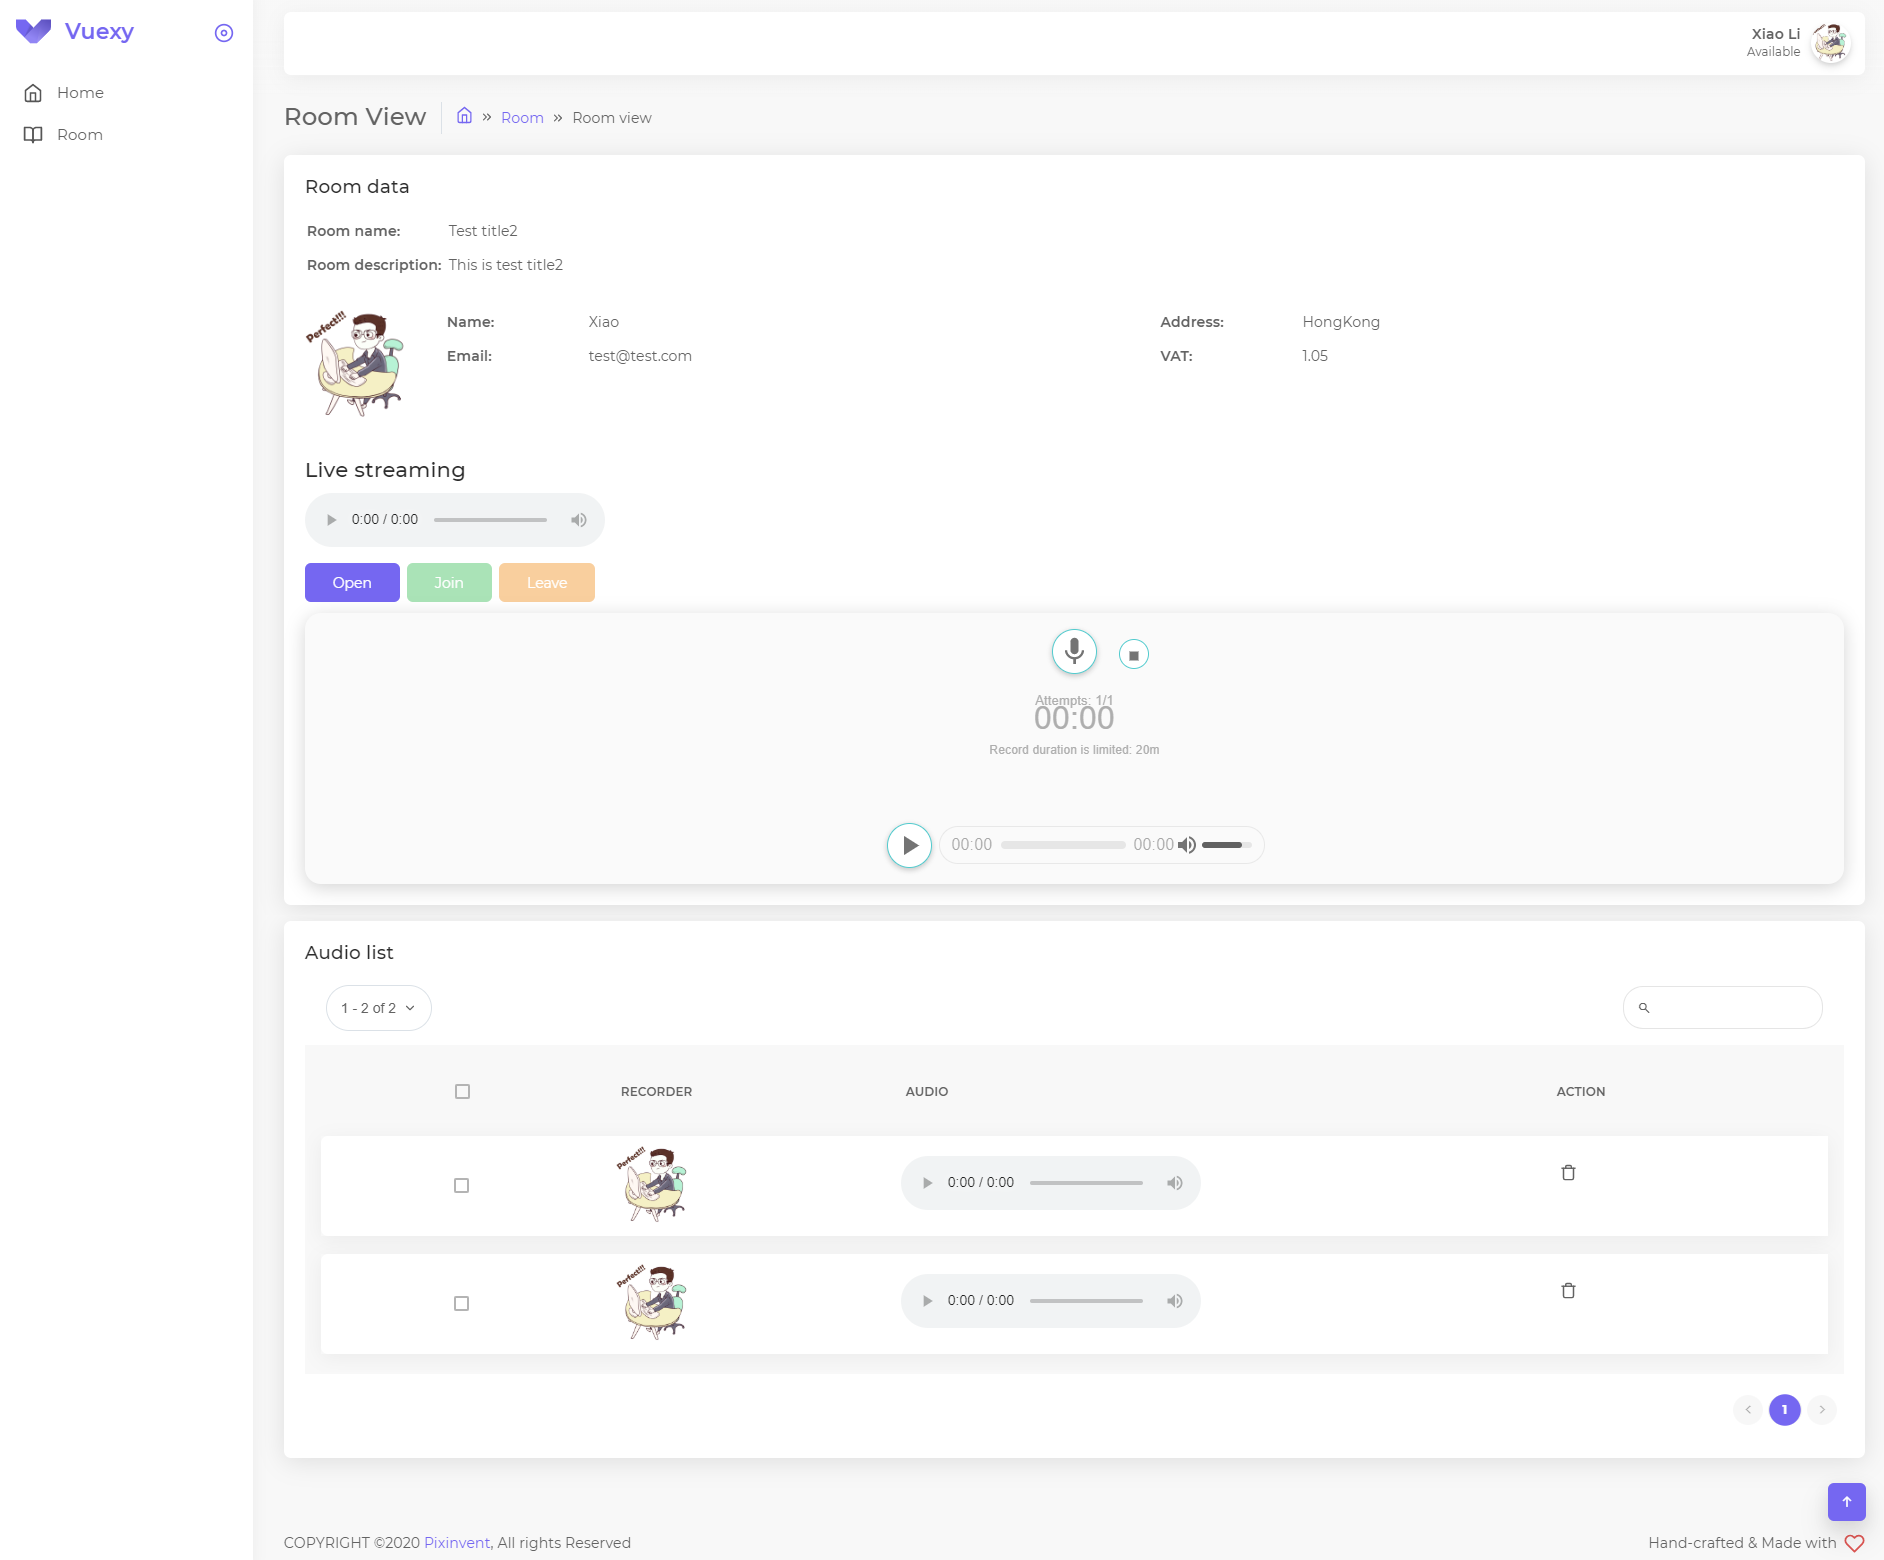 Vuexy
Home
Room
Xiao Li
Available
Room View
» Room » Room view
Room data
Room name: Test title2
Room description: This is test title2
Perfect!!!
Name: Xiao
Address: HongKong
Email: test@test.com
VAT: 1.05
Live streaming
0:00 / 0:00
Open Join Leave
Attempts: 1/1
00:00
Record duration is limited: 20m
00:00 00:00
Audio list
1 - 2 of 2
RECORDER AUDIO ACTION
Perfect!!!
0:00 / 0:00
Perfect!!!
0:00 / 0:00
1
COPYRIGHT ©2020 Pixinvent, All rights Reserved
Hand-crafted & Made with